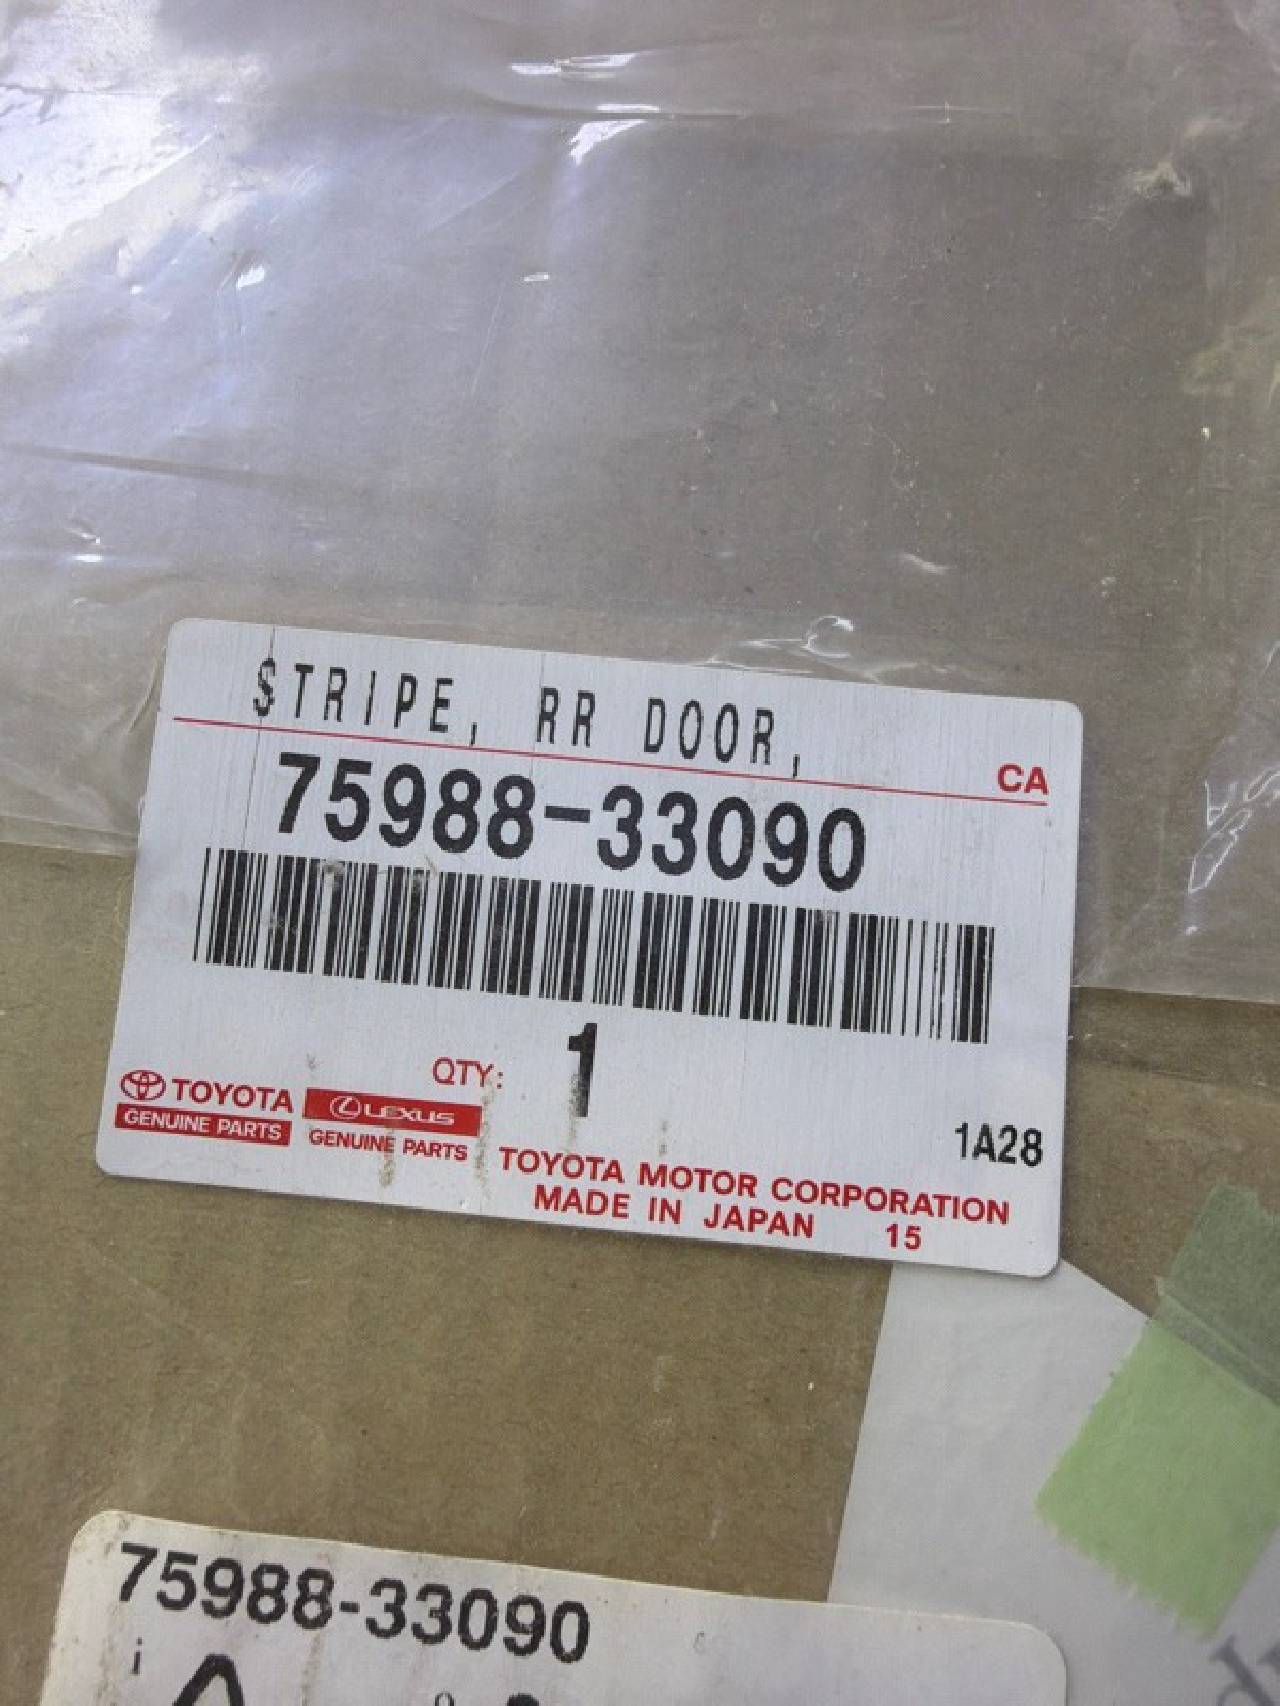 STRIPE, RR DOOR,
CA
75988-33090
QTY: 1
TOYOTA
GENUINE PARTS
LEXUS
GENUINE PARTS
1A28
TOYOTA MOTOR CORPORATION
MADE IN JAPAN 15
75988-33090